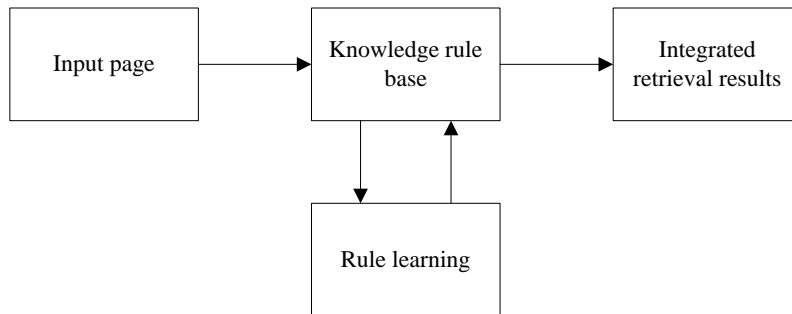 Input page
Knowledge rule
base
Integrated
retrieval results
Rule learning